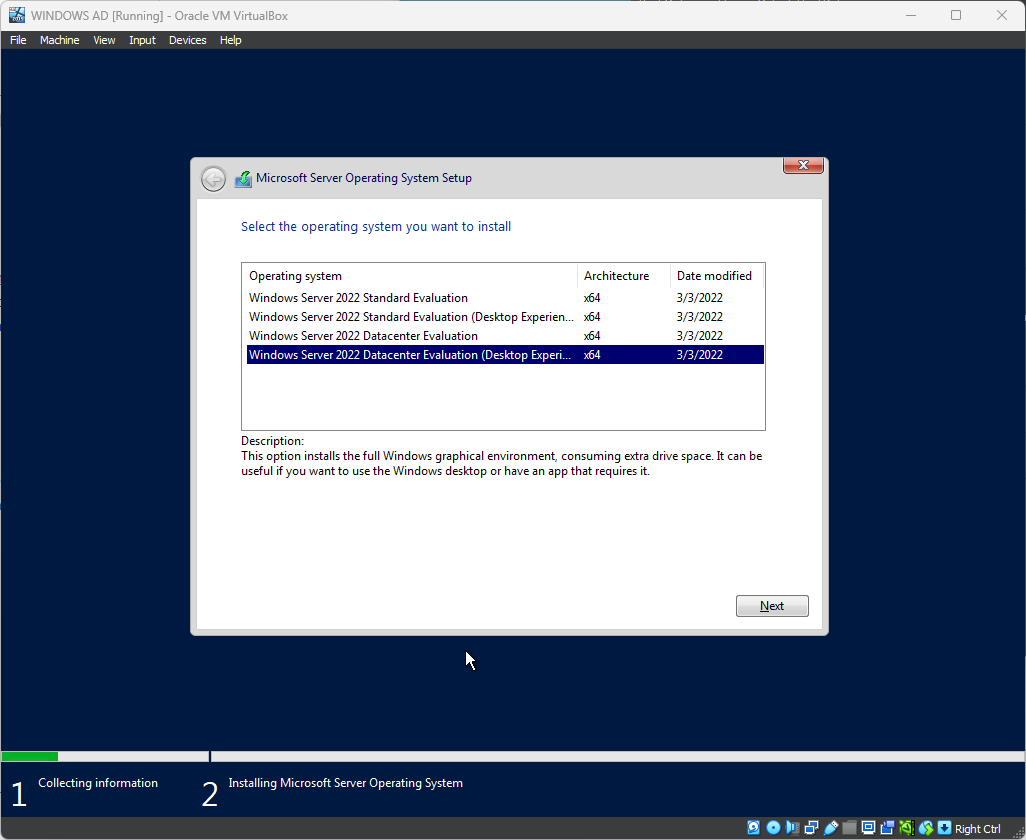 WINDOWS AD [Running] - Oracle VM VirtualBox
File Machine View Input Devices Help
Microsoft Server Operating System Setup
Select the operating system you want to install
Operating system Architecture Date modified
Windows Server 2022 Standard Evaluation x64 3/3/2022
Windows Server 2022 Standard Evaluation (Desktop Experien... x64 3/3/2022
Windows Server 2022 Datacenter Evaluation x64 3/3/2022
Windows Server 2022 Datacenter Evaluation (Desktop Experi... x64 3/3/2022
Description:
This option installs the full Windows graphical environment, consuming extra drive space. It can be
useful if you want to use the Windows desktop or have an app that requires it.
Next
1 Collecting information 2 Installing Microsoft Server Operating System
Right Ctrl